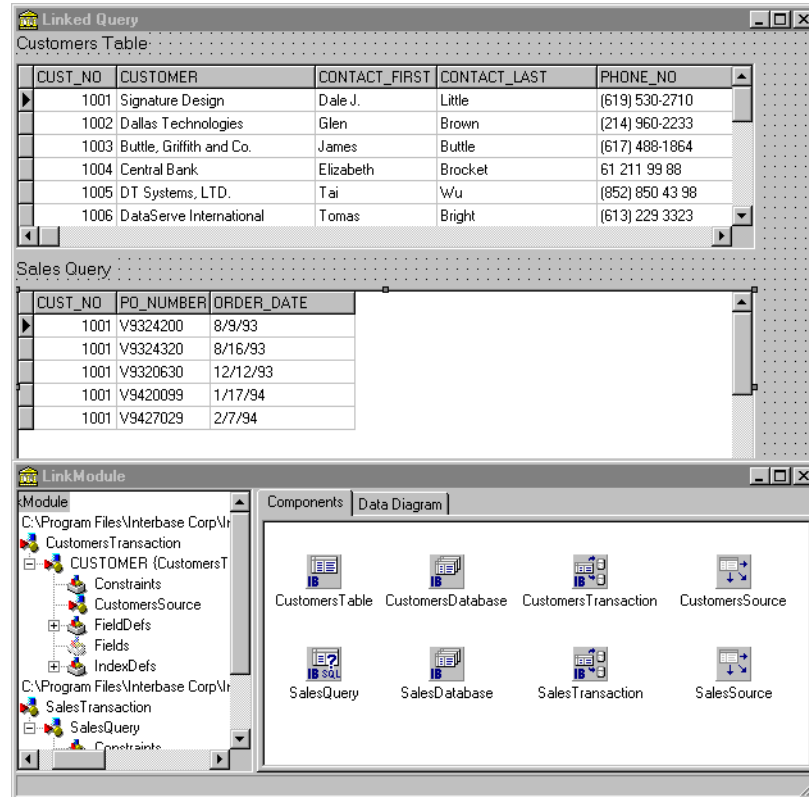 Linked Query
Customers Table
CUST_NO CUSTOMER CONTACT_FIRST CONTACT_LAST PHONE_NO
1001 Signature Design Dale J. Little (619) 530-2710
1002 Dallas Technologies Glen Brown (214) 960-2233
1003 Buttle, Griffith and Co. James Buttle (617) 488-1864
1004 Central Bank Elizabeth Brocket 61 211 99 88
1005 DT Systems, LTD. Tai Wu (852) 850 43 98
1006 DataServe International Tomas Bright (613) 229 3323
Sales Query
CUST_NO PO_NUMBER ORDER_DATE
1001 V9324200 8/9/93
1001 V9324320 8/16/93
1001 V9320630 12/12/93
1001 V9420099 1/17/94
1001 V9427029 2/7/94
LinkModule
kModule
C:\Program Files\Interbase Corp\Ir
CustomersTransaction
CUSTOMER {CustomersT
Constraints
CustomersSource
FieldDefs
Fields
IndexDefs
C:\Program Files\Interbase Corp\Ir
SalesTransaction
SalesQuery
Constraints
Components Data Diagram
IB IB IB
CustomersTable CustomersDatabase CustomersTransaction CustomersSource
IB SQL IB IB
SalesQuery SalesDatabase SalesTransaction SalesSource